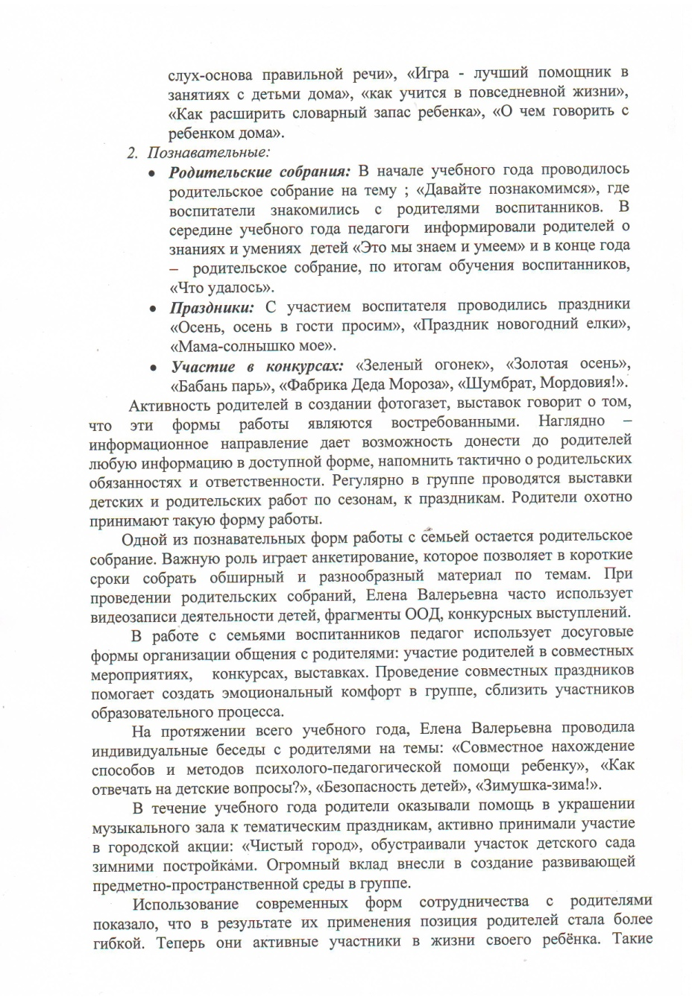 слух-основа правильной речи», «Игра - лучший помощник в
занятиях с детьми дома», «как учится в повседневной жизни»,
«Как расширить словарный запас ребенка», «О чем говорить с
ребенком дома».
2. Познавательные:
• Родительские собрания: В начале учебного года проводилось
родительское собрание на тему ; «Давайте познакомимся», где
воспитатели знакомились с родителями воспитанников. В
середине учебного года педагоги информировали родителей о
знаниях и умениях детей «Это мы знаем и умеем» и в конце года
– родительское собрание, по итогам обучения воспитанников,
«Что удалось».
• Праздники: С участием воспитателя проводились праздники
«Осень, осень в гости просим», «Праздник новогодний елки»,
«Мама-солнышко мое».
• Участие в конкурсах: «Зеленый огонек», «Золотая осень»,
«Бабань парь», «Фабрика Деда Мороза», «Шумбрат, Мордовия!».
Активность родителей в создании фотогазет, выставок говорит о том,
что эти формы работы являются востребованными. Наглядно –
информационное направление дает возможность донести до родителей
любую информацию в доступной форме, напомнить тактично о родительских
обязанностях и ответственности. Регулярно в группе проводятся выставки
детских и родительских работ по сезонам, к праздникам. Родители охотно
принимают такую форму работы.
Одной из познавательных форм работы с семьей остается родительское
собрание. Важную роль играет анкетирование, которое позволяет в короткие
сроки собрать обширный и разнообразный материал по темам. При
проведении родительских собраний, Елена Валерьевна часто использует
видеозаписи деятельности детей, фрагменты ООД, конкурсных выступлений.
В работе с семьями воспитанников педагог использует досуговые
формы организации общения с родителями: участие родителей в совместных
мероприятиях, конкурсах, выставках. Проведение совместных праздников
помогает создать эмоциональный комфорт в группе, сблизить участников
образовательного процесса.
На протяжении всего учебного года, Елена Валерьевна проводила
индивидуальные беседы с родителями на темы: «Совместное нахождение
способов и методов психолого-педагогической помощи ребенку», «Как
отвечать на детские вопросы?», «Безопасность детей», «Зимушка-зима!».
В течение учебного года родители оказывали помощь в украшении
музыкального зала к тематическим праздникам, активно принимали участие
в городской акции: «Чистый город», обустраивали участок детского сада
зимними постройками. Огромный вклад внесли в создание развивающей
предметно-пространственной среды в группе.
Использование современных форм сотрудничества с родителями
показало, что в результате их применения позиция родителей стала более
гибкой. Теперь они активные участники в жизни своего ребёнка. Такие